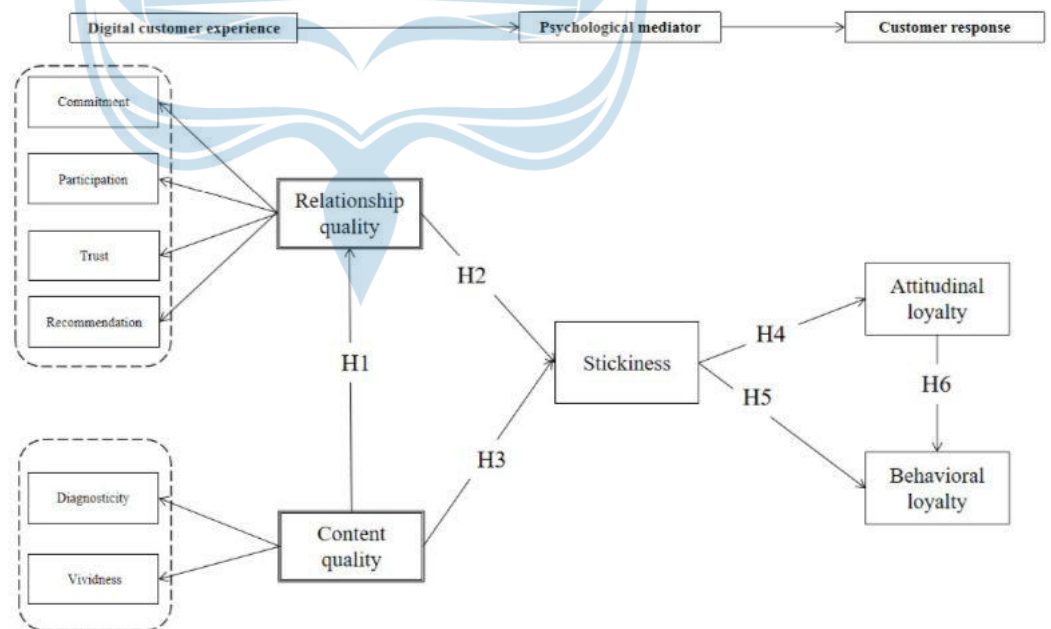 Digital customer experience
Psychological mediator
Customer response
Commitment
Participation
Trust
Recommendation
Relationship
quality
H2
H1
Stickiness
H4
H5
Attitudinal
loyalty
H6
Behavioral
loyalty
H3
Diagnosticity
Vividness
Content
quality